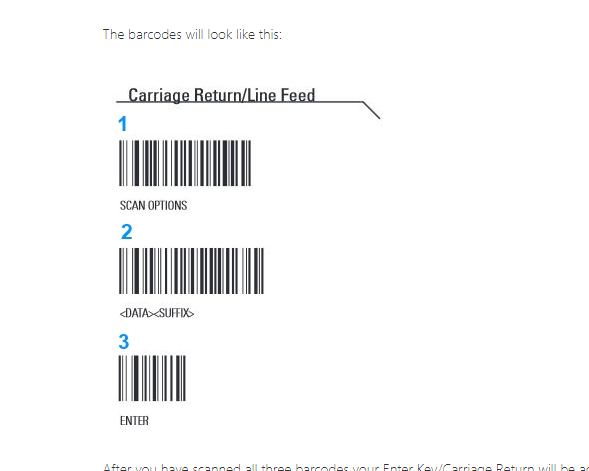 The barcodes will look like this:
Carriage Return/Line Feed
1
SCAN OPTIONS
2
<DATA><SUFFIX>
3
ENTER
After you have scanned all three barcodes your Enter Key/Carriage Return will be